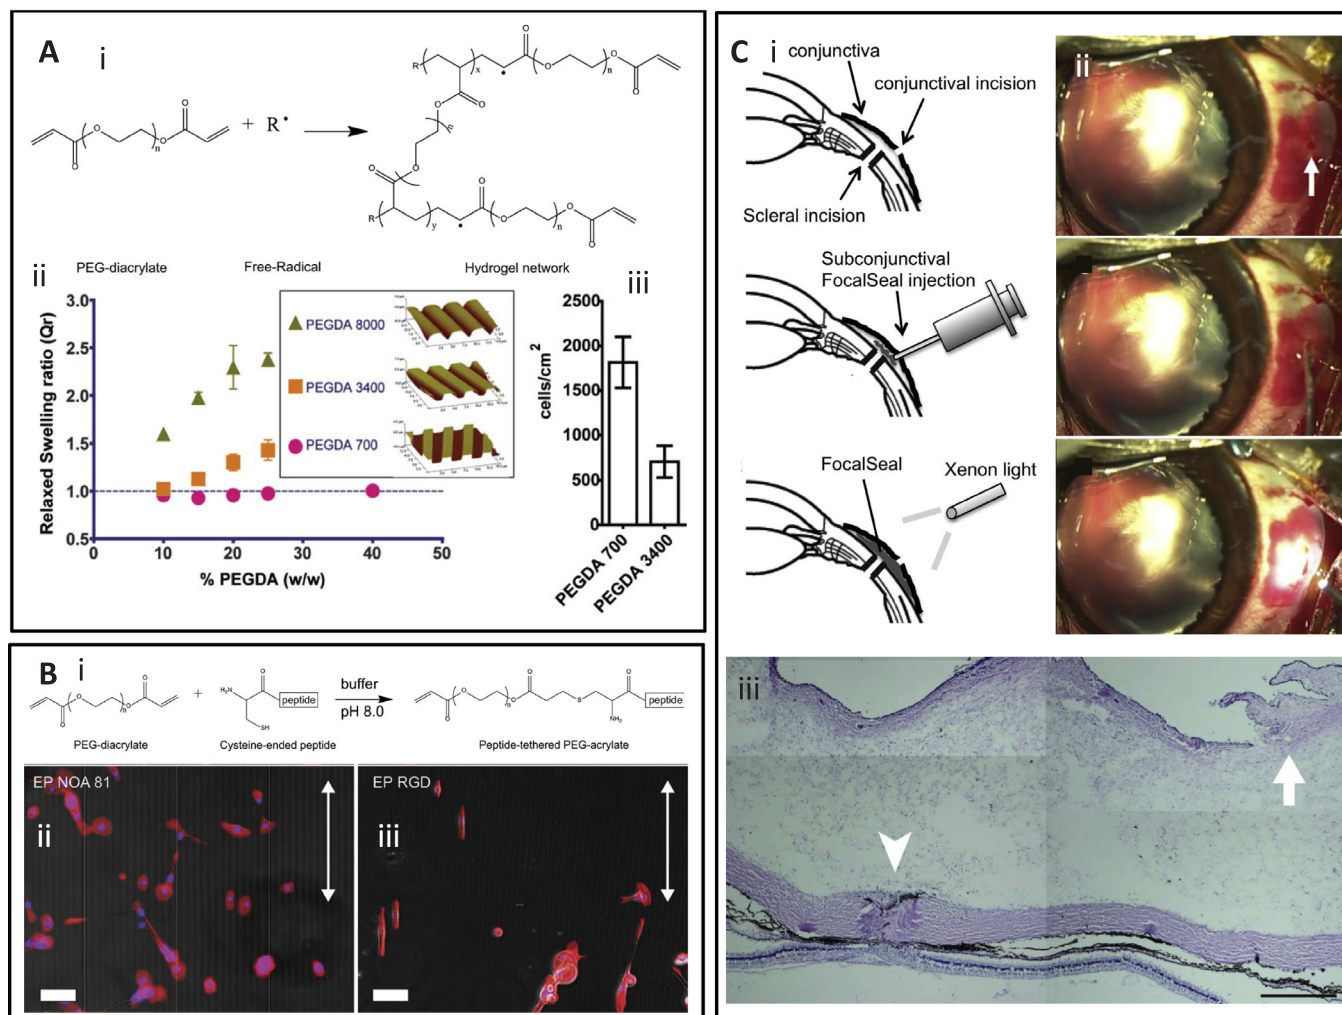 A
i
O
O
n
O
O
+ R•
R
x
O
O
O
n
O
O
O
O
n
O
O
R
y
O
O
O
n
O
O
PEG-diacrylate
Free-Radical
Hydrogel network
ii
Relaxed Swelling ratio (Qr)
3.0
2.5
2.0
1.5
1.0
0.5
0
10
20
30
40
50
% PEGDA (w/w)
PEGDA 8000
PEGDA 3400
PEGDA 700
iii
cells/cm2
2500
2000
1500
1000
500
0
PEGDA 700
PEGDA 3400
B
i
O
O
n
O
O
+
H2N
O
peptide
SH
buffer
pH 8.0
O
O
n
O
O
S
O
NH2
peptide
PEG-diacrylate
Cysteine-ended peptide
Peptide-tethered PEG-acrylate
EP NOA 81
ii
EP RGD
iii
C
i
conjunctiva
conjunctival incision
Scleral incision
Subconjunctival
FocalSeal injection
FocalSeal
Xenon light
ii
iii